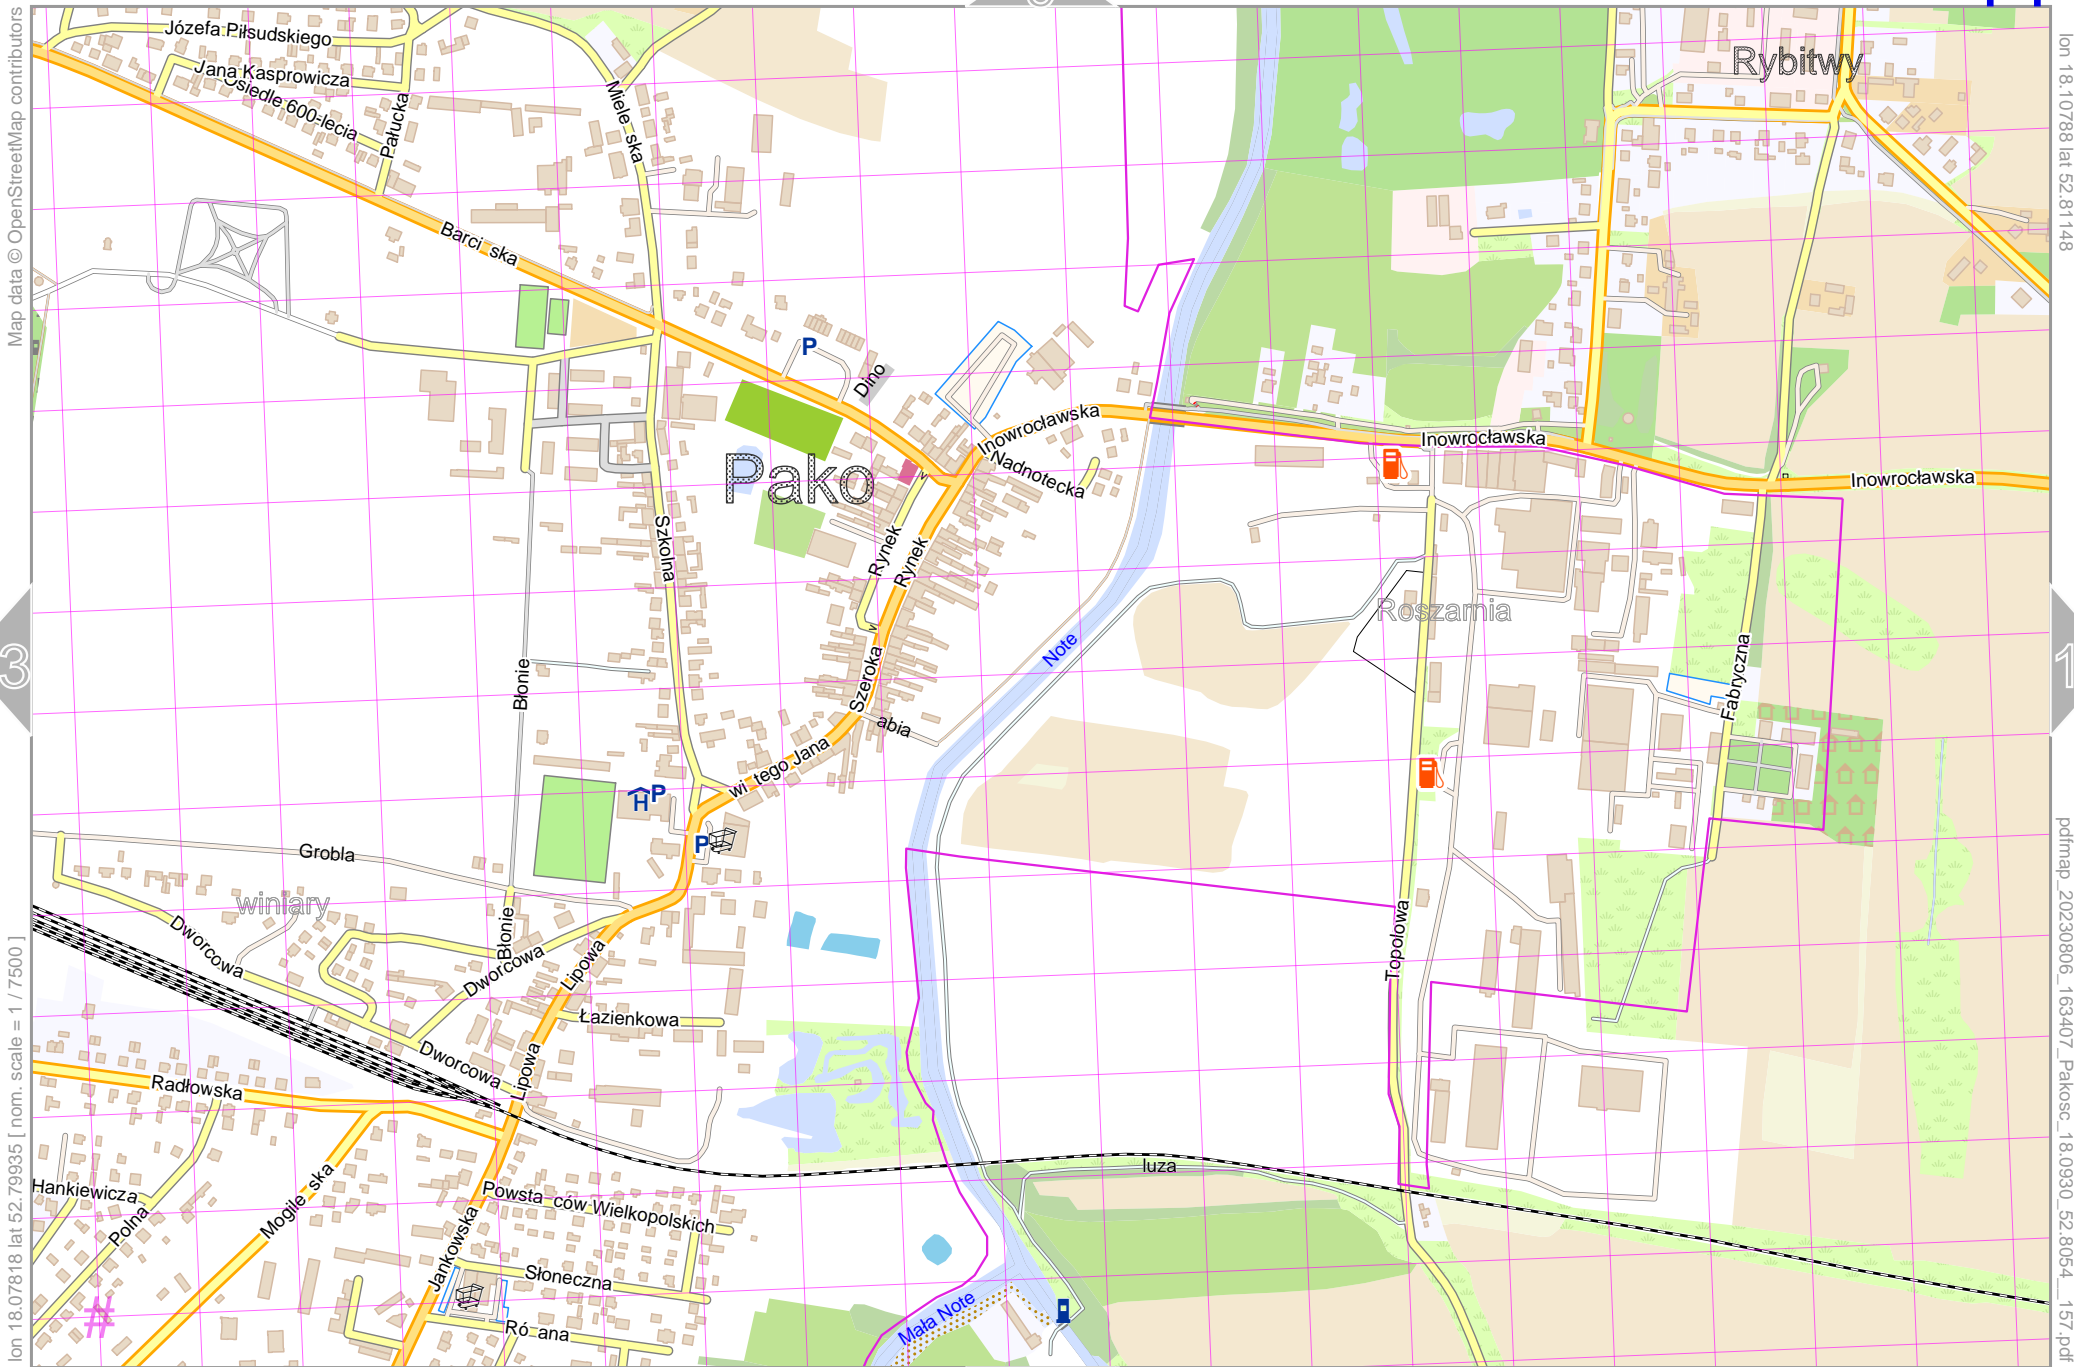 Map data © OpenStreetMap contributors
lon 18.07818 lat 52.79935 [ nom. scale = 1 / 7500 ]
lon 18.10788 lat 52.81148
pdfmap_20230806_163407_Pakosc_18.0930_52.8054__157.pdf
3
1
Józefa Piłsudskiego
Jana Kasprowicza
Osiedle 600-lecia
Pałucka
Miele ska
Rybitwy
Barci ska
P
Dino
Inowrocławska
Nadnotecka
Inowrocławska
Inowrocławska
Pako
Szkolna
Rynek
Rynek
Roszarnia
Note
Błonie
Szeroka
abia
Fabryczna
wi tego Jana
H
P
P
Grobla
winiary
Dworcowa
Błonie
Dworcowa
Lipowa
Topolowa
Łazienkowa
Dworcowa
Lipowa
Radłowska
luza
Hankiewicza
Polna
Mogile ska
Powsta ców Wielkopolskich
Jankowska
Słoneczna
Ró ana
Mała Note
#